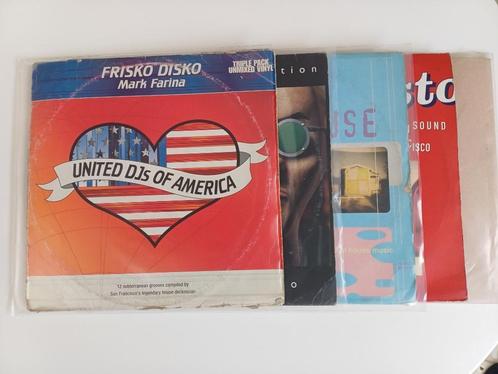 FRISKO DISKO
Mark Farina
TRIPLE PACK
UNMIXED VINYL
UNITED DJS OF AMERICA
12 subterranean grooves compiled by
San Francisco's legendary house deckmeister
tion
o
USE
house music
sto
SOUND
ISCO